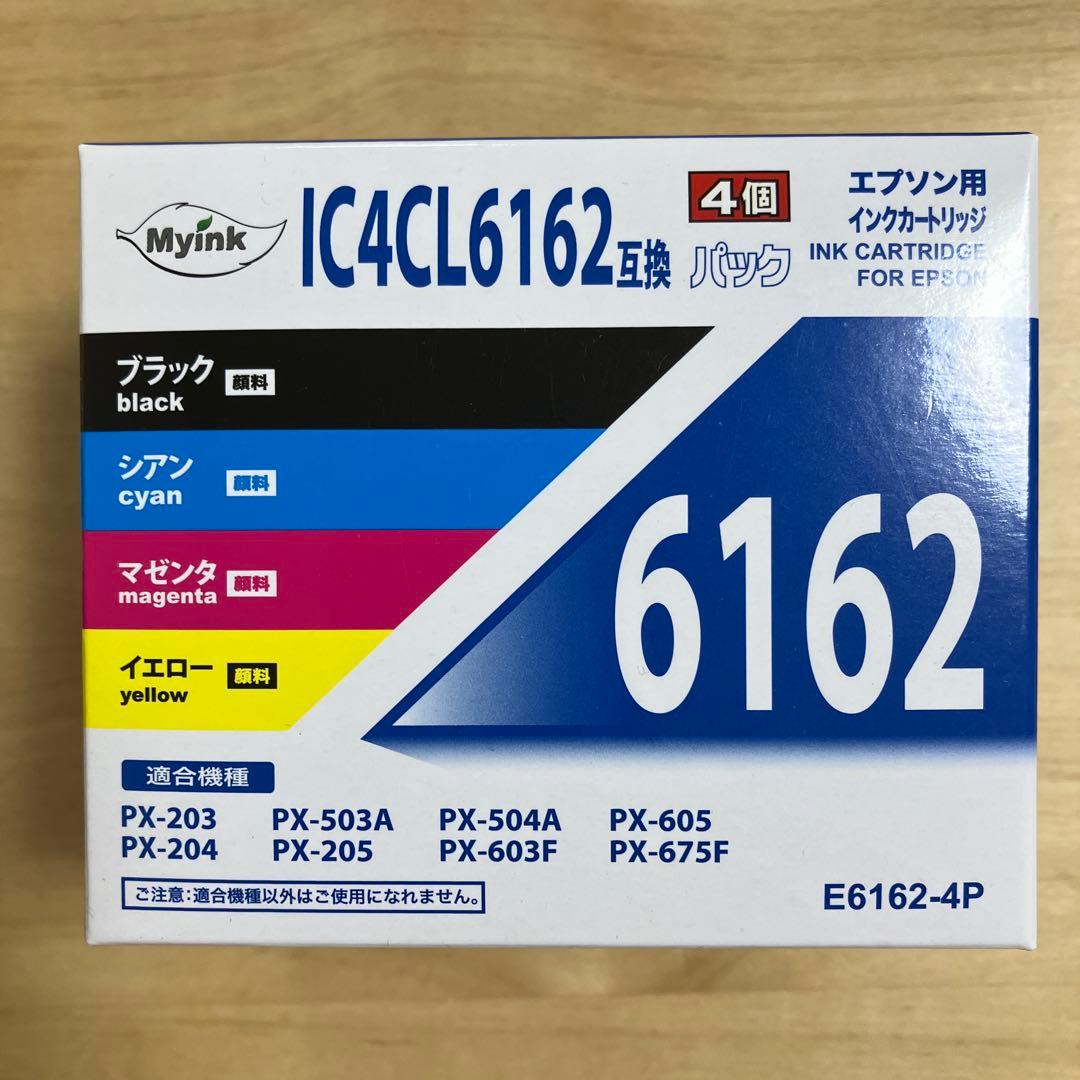 Myink
IC4CL6162互換
4個
パック
エプソン用
インクカートリッジ
INK CARTRIDGE
FOR EPSON
ブラック 顔料
black
シアン 顔料
cyan
マゼンタ 顔料
magenta
イエロー 顔料
yellow
6162
適合機種
PX-203 PX-503A PX-504A PX-605
PX-204 PX-205 PX-603F PX-675F
ご注意:適合機種以外はご使用になれません。
E6162-4P